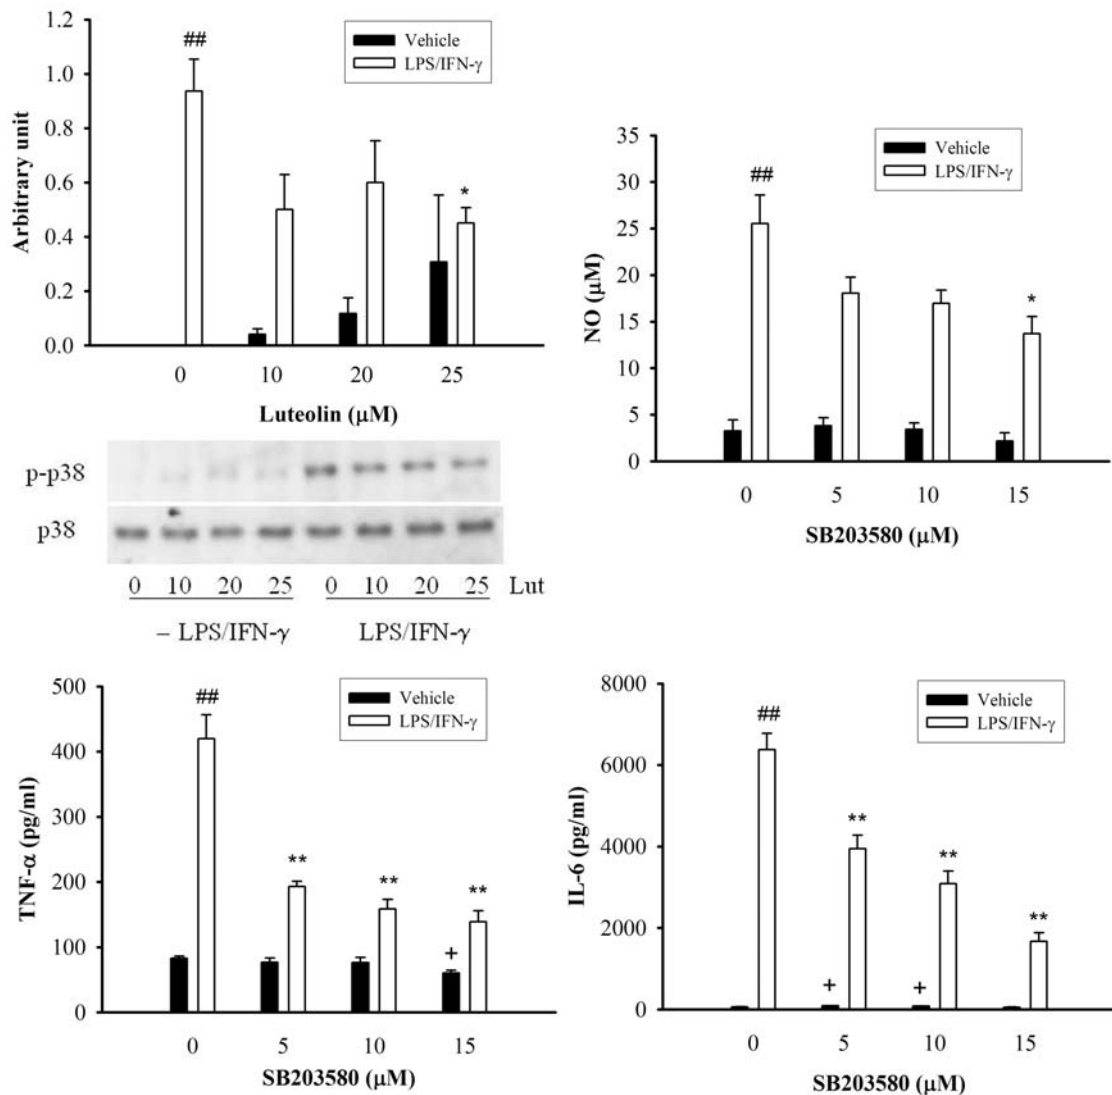 1.2
1.0
0.8
0.6
0.4
0.2
0.0
Arbitrary unit
Vehicle
LPS/IFN-γ
##
*
0 10 20 25
Luteolin (μM)
p-p38
p38
0 10 20 25 0 10 20 25 Lut
– LPS/IFN-γ LPS/IFN-γ
35
30
25
20
15
10
5
0
NO (μM)
Vehicle
LPS/IFN-γ
##
*
0 5 10 15
SB203580 (μM)
500
400
300
200
100
0
TNF-α (pg/ml)
Vehicle
LPS/IFN-γ
##
** ** **
+
0 5 10 15
SB203580 (μM)
8000
6000
4000
2000
0
IL-6 (pg/ml)
Vehicle
LPS/IFN-γ
##
** ** **
+ +
0 5 10 15
SB203580 (μM)